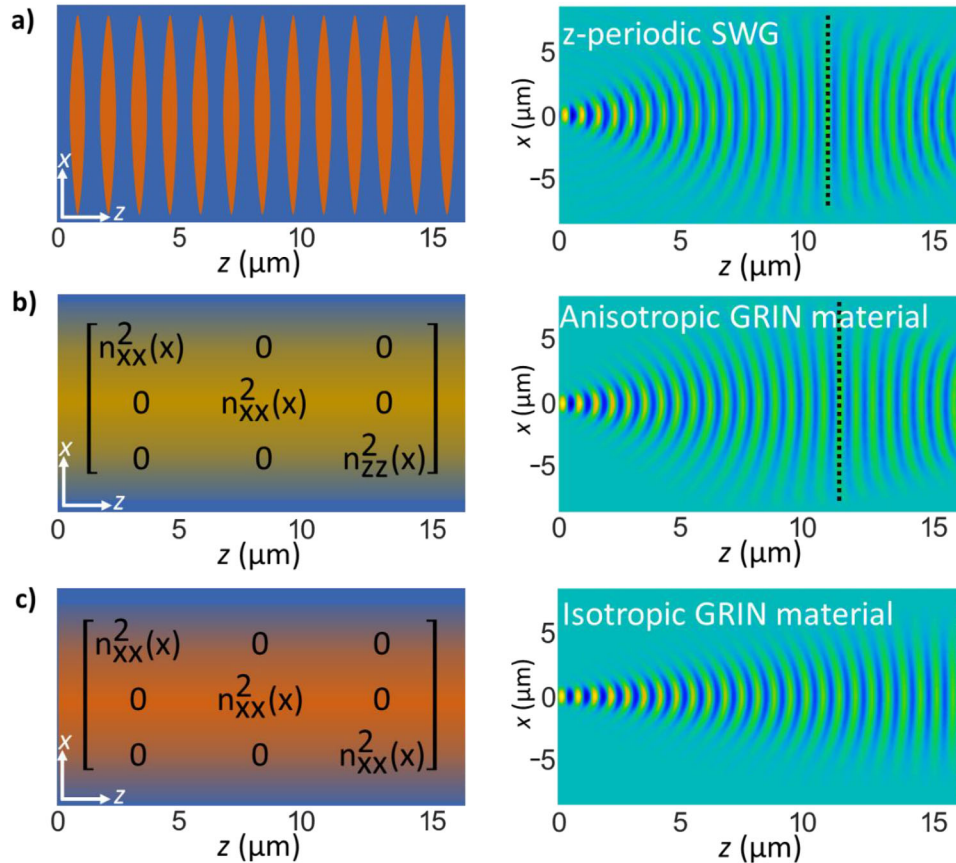 a)
x
z
0 5 10 15
z (μm)
z-periodic SWG
x (μm)
5
0
−5
0 5 10 15
z (μm)
b)
n²xx(x) 0 0
0 n²xx(x) 0
0 0 n²zz(x)
x
z
0 5 10 15
z (μm)
Anisotropic GRIN material
x (μm)
5
0
−5
0 5 10 15
z (μm)
c)
n²xx(x) 0 0
0 n²xx(x) 0
0 0 n²xx(x)
x
z
0 5 10 15
z (μm)
Isotropic GRIN material
x (μm)
5
0
−5
0 5 10 15
z (μm)